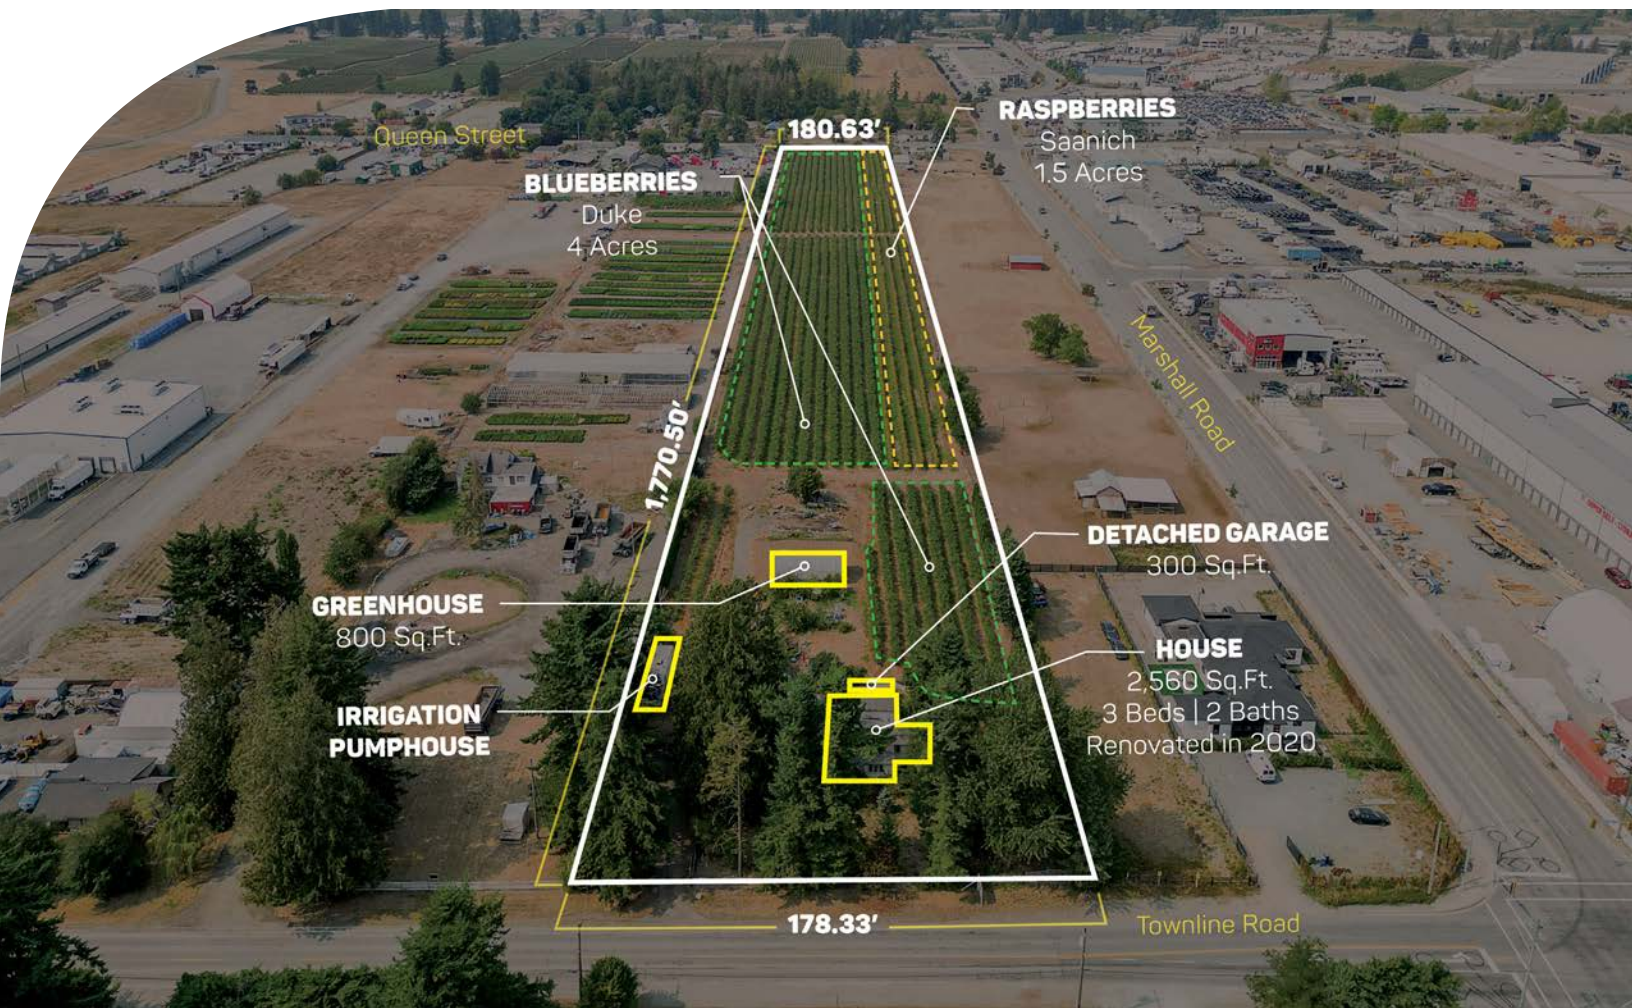 180.63’
Queen Street
RASPBERRIES
Saanich
1.5 Acres
BLUEBERRIES
Duke
4 Acres
Marshall Road
1,770.50’
DETACHED GARAGE
300 Sq.Ft.
GREENHOUSE
800 Sq.Ft.
HOUSE
2,560 Sq.Ft.
3 Beds | 2 Baths
Renovated in 2020
IRRIGATION
PUMPHOUSE
178.33’
Townline Road